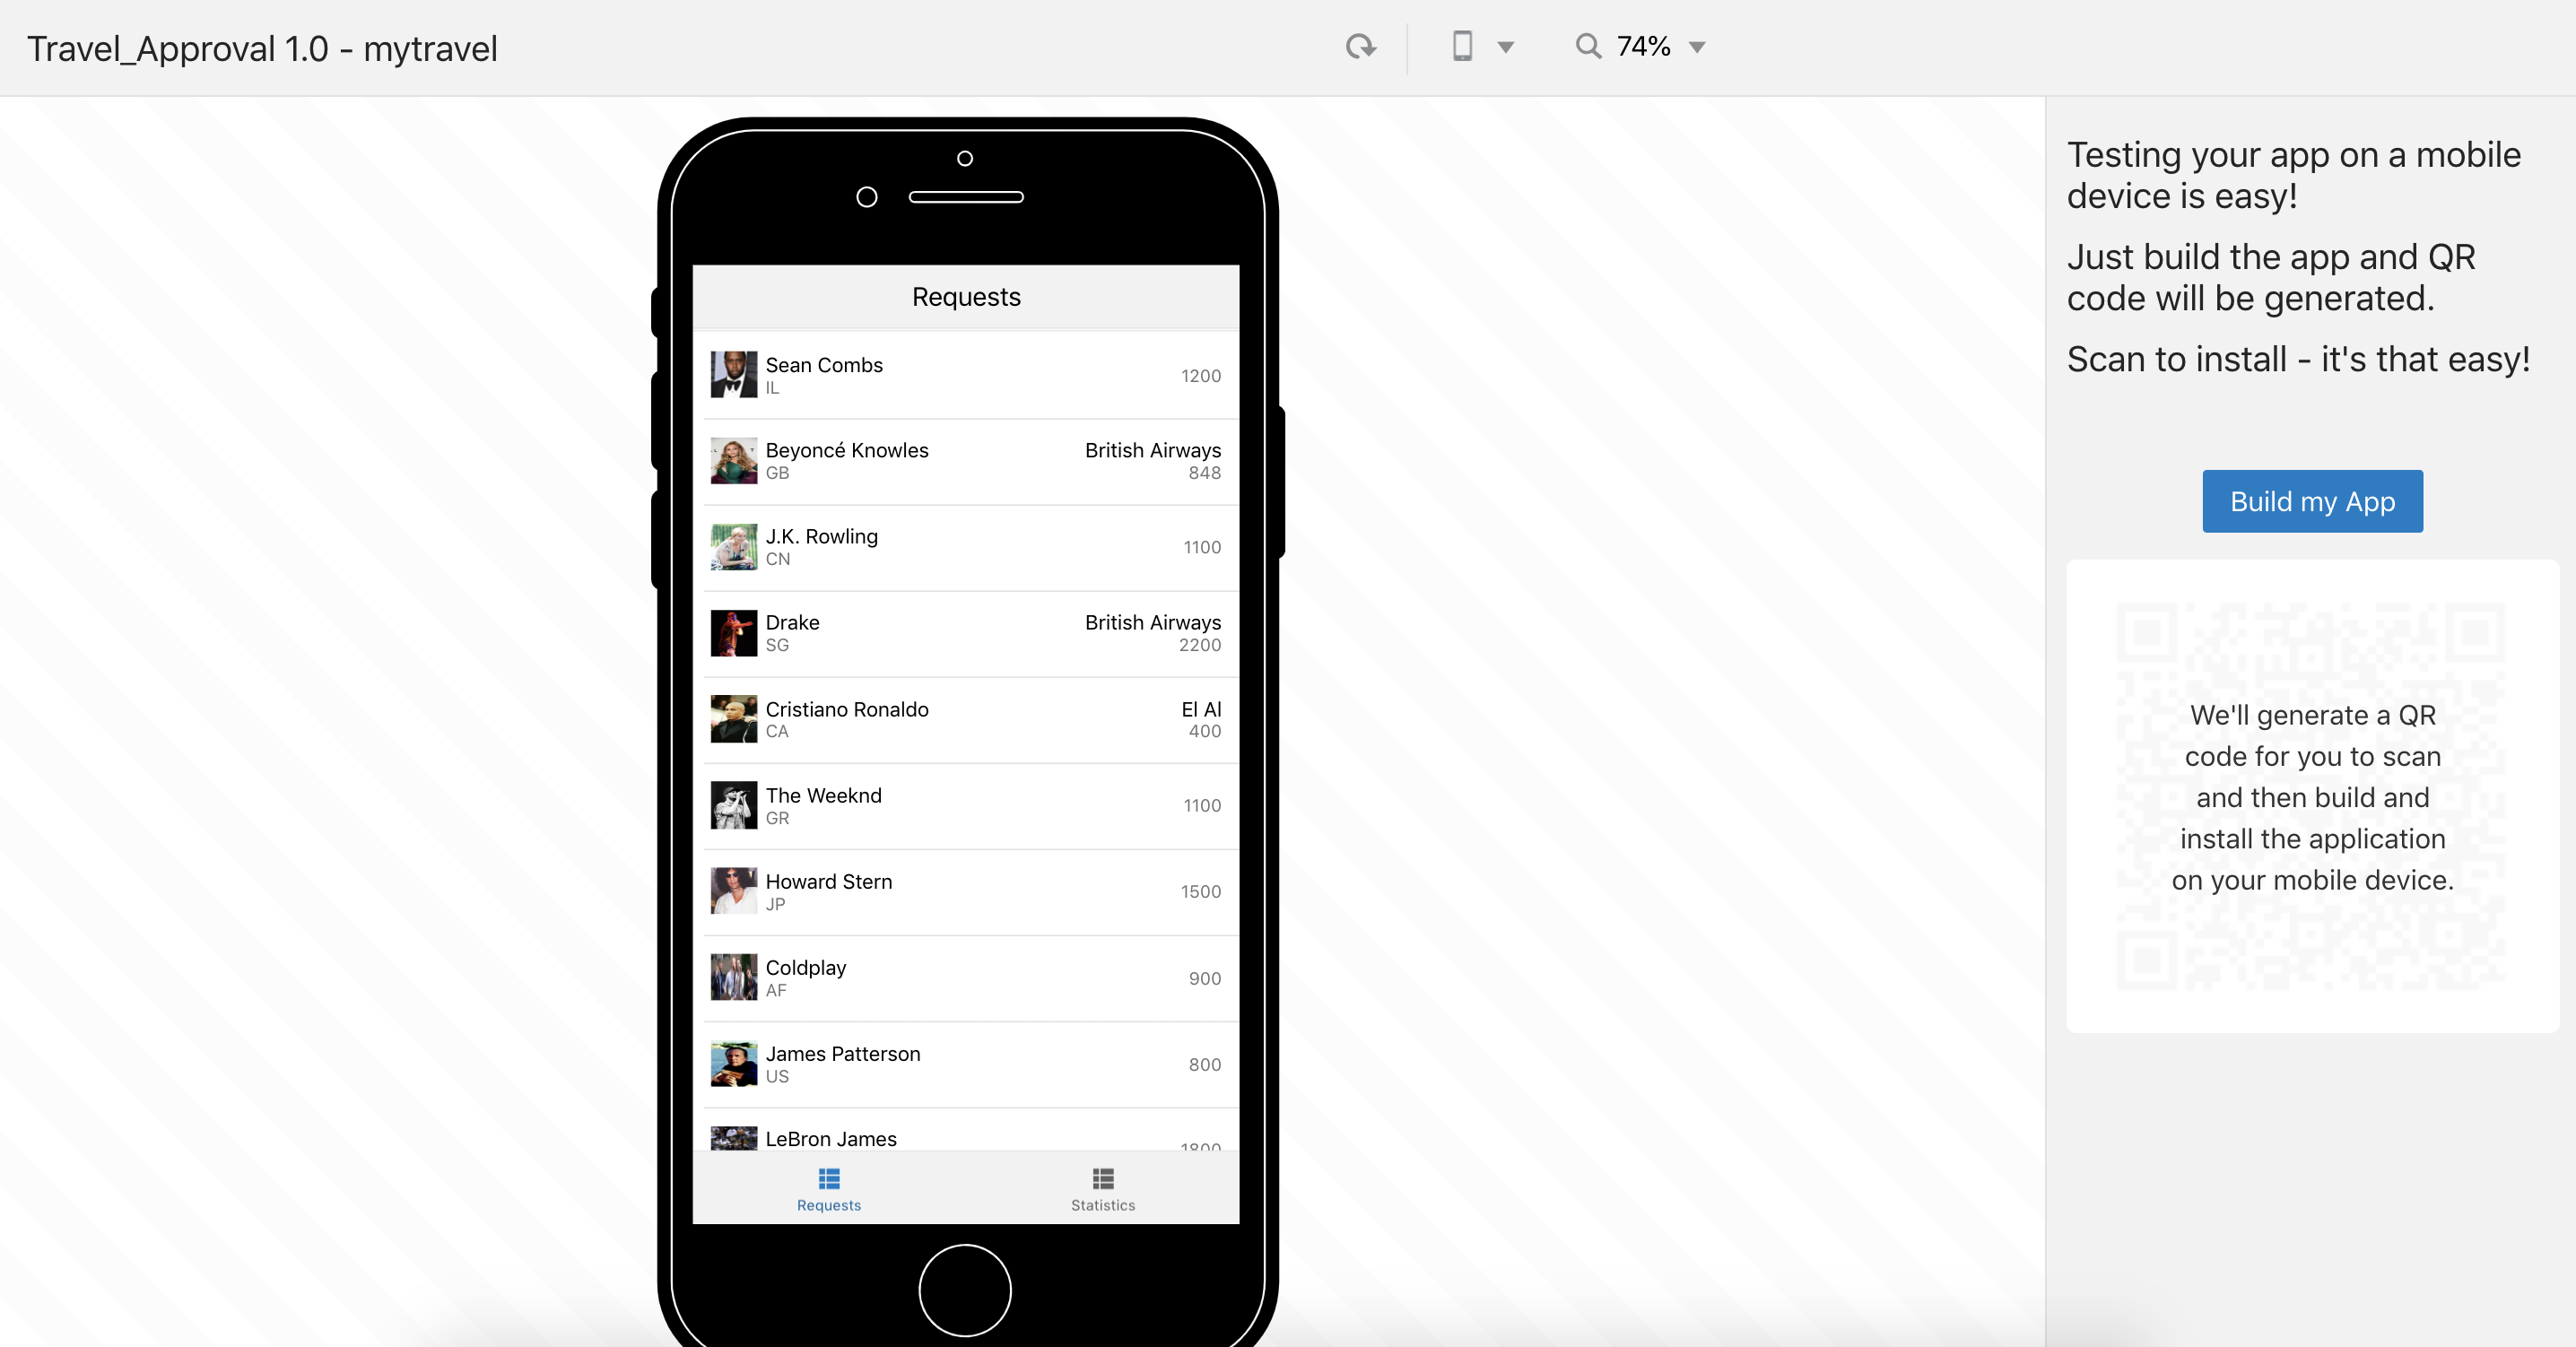 Travel_Approval 1.0 - mytravel
74%
Requests
Sean Combs
IL
1200
Beyoncé Knowles
British Airways
GB
848
J.K. Rowling
CN
1100
Drake
British Airways
SG
2200
Cristiano Ronaldo
El Al
CA
400
The Weeknd
GR
1100
Howard Stern
JP
1500
Coldplay
AF
900
James Patterson
US
800
LeBron James
1800
Requests
Statistics
Testing your app on a mobile
device is easy!
Just build the app and QR
code will be generated.
Scan to install - it's that easy!
Build my App
We'll generate a QR
code for you to scan
and then build and
install the application
on your mobile device.